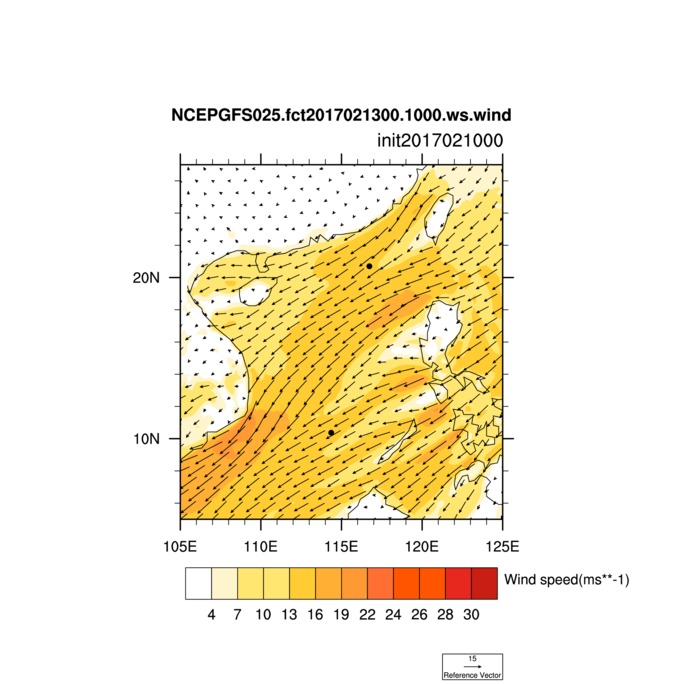 NCEPGFS025.fct2017021300.1000.ws.wind
init2017021000
20N
10N
105E 110E 115E 120E 125E
Wind speed(ms**-1)
4 7 10 13 16 19 22 24 26 28 30
15
Reference Vector